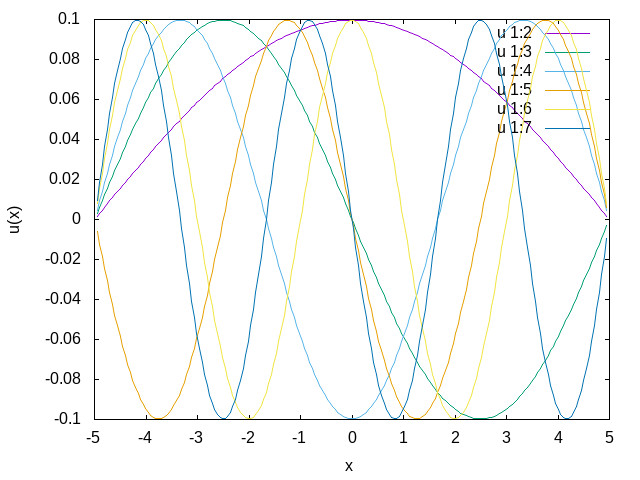 0.1
0.08
0.06
0.04
0.02
0
-0.02
-0.04
-0.06
-0.08
-0.1
-5 -4 -3 -2 -1 0 1 2 3 4 5
u(x)
x
u 1:2
u 1:3
u 1:4
u 1:5
u 1:6
u 1:7